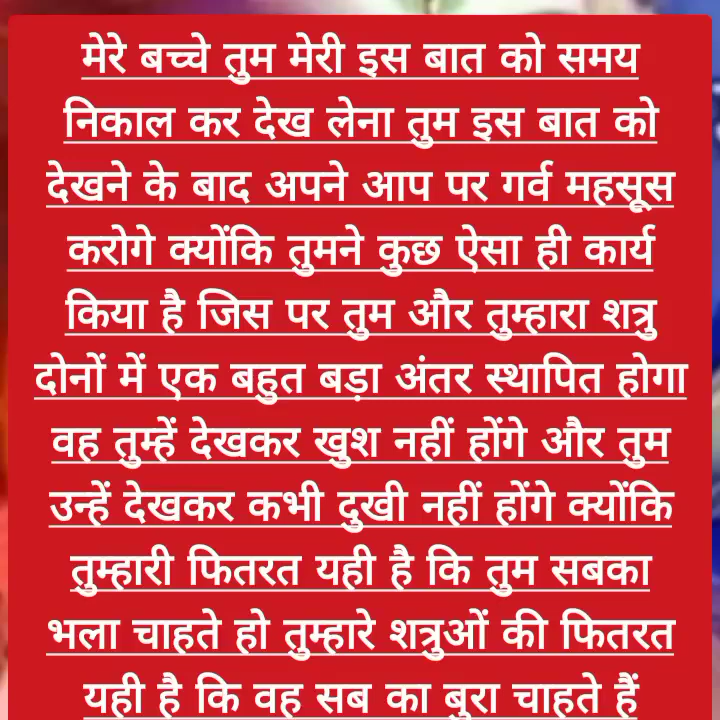 मेरे बच्चे तुम मेरी इस बात को समय
निकाल कर देख लेना तुम इस बात को
देखने के बाद अपने आप पर गर्व महसूस
करोगे क्योंकि तुमने कुछ ऐसा ही कार्य
किया है जिस पर तुम और तुम्हारा शत्रु
दोनों में एक बहुत बड़ा अंतर स्थापित होगा
वह तुम्हें देखकर खुश नहीं होंगे और तुम
उन्हें देखकर कभी दुखी नहीं होंगे क्योंकि
तुम्हारी फितरत यही है कि तुम सबका
भला चाहते हो तुम्हारे शत्रुओं की फितरत
यही है कि वह सब का बुरा चाहते हैं